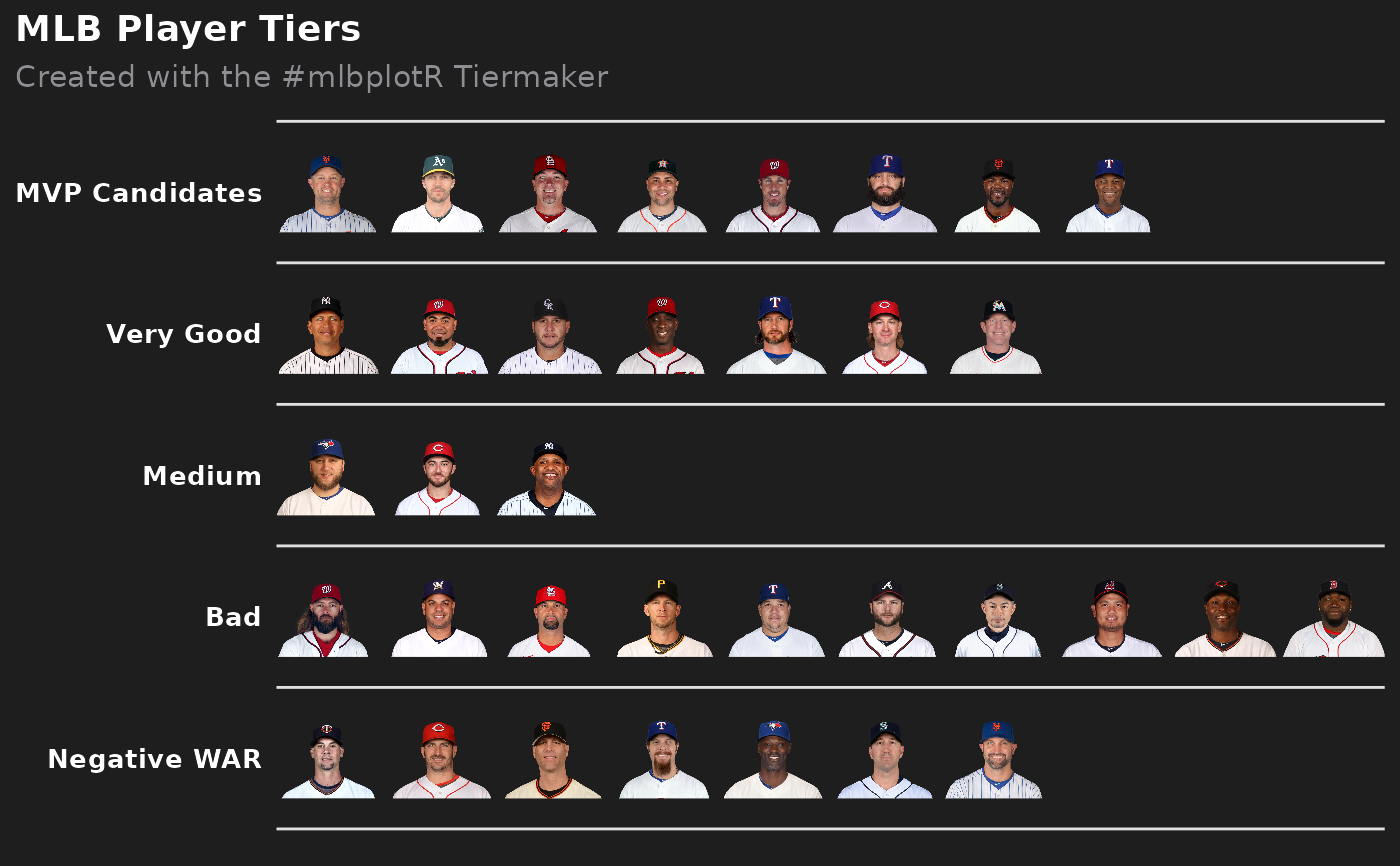 MLB Player Tiers
Created with the #mlbplotR Tiermaker
MVP Candidates
Very Good
Medium
Bad
Negative WAR